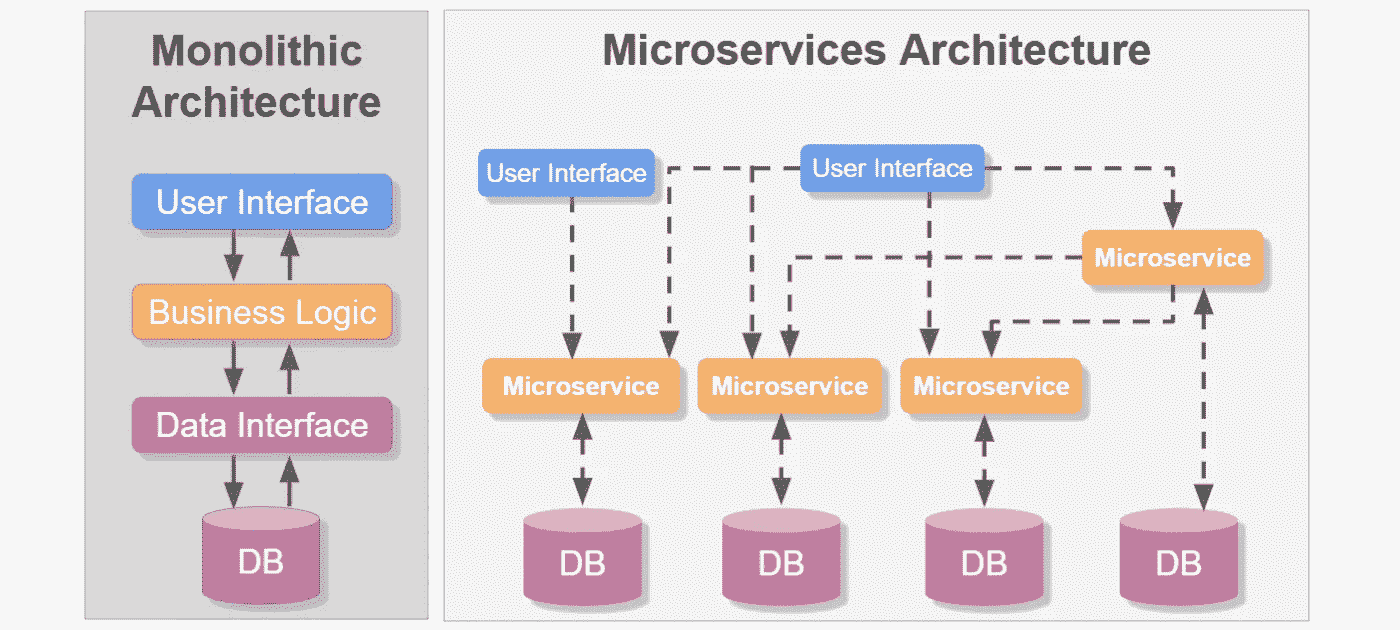 Monolithic
Architecture
User Interface
Business Logic
Data Interface
DB
Microservices Architecture
User Interface
User Interface
Microservice
Microservice
Microservice
Microservice
DB
DB
DB
DB